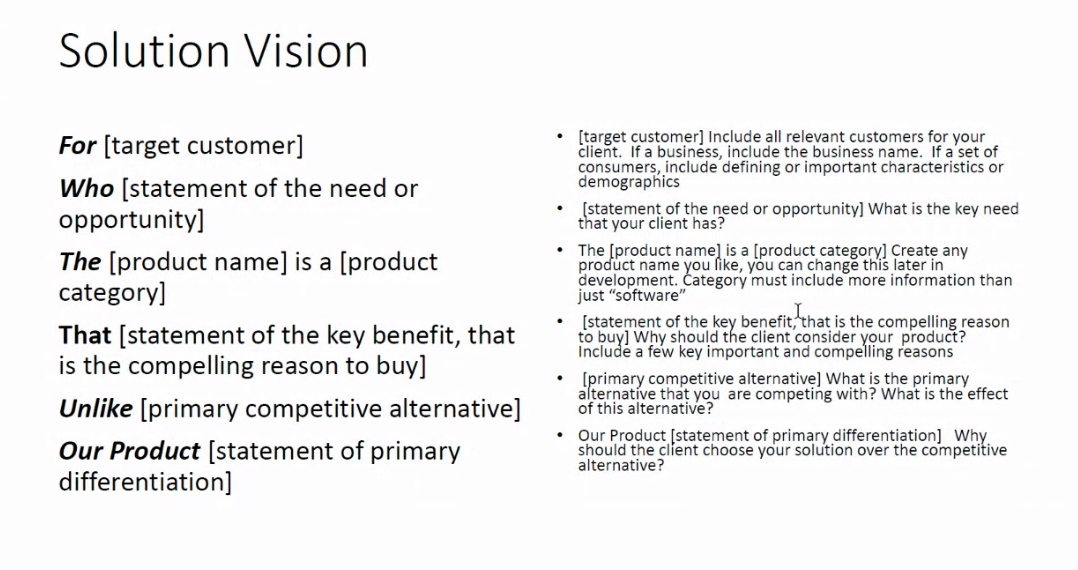 Solution Vision
For [target customer]
Who [statement of the need or
opportunity]
The [product name] is a [product
category]
That [statement of the key benefit, that
is the compelling reason to buy]
Unlike [primary competitive alternative]
Our Product [statement of primary
differentiation]
• [target customer] Include all relevant customers for your
client.  If a business, include the business name.  If a set of
consumers, include defining or important characteristics or
demographics
• [statement of the need or opportunity] What is the key need
that your client has?
• The [product name] is a [product category] Create any
product name you like, you can change this later in
development. Category must include more information than
just “software”
• [statement of the key benefit, that is the compelling reason
to buy] Why should the client consider your  product?
Include a few key important and compelling reasons
• [primary competitive alternative] What is the primary
alternative that you  are competing with? What is the effect
of this alternative?
• Our Product [statement of primary differentiation]   Why
should the client choose your solution over the competitive
alternative?